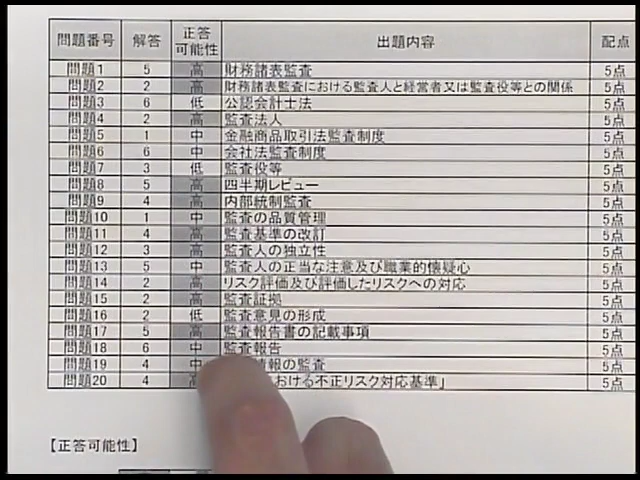 問題番号 解答 正答可能性 出題内容 配点
問題1 5 高 財務諸表監査 5点
問題2 2 高 財務諸表監査における監査人と経営者又は監査役等との関係 5点
問題3 6 低 公認会計士法 5点
問題4 2 高 監査法人 5点
問題5 1 中 金融商品取引法監査制度 5点
問題6 6 中 会社法監査制度 5点
問題7 3 低 監査役等 5点
問題8 5 高 四半期レビュー 5点
問題9 4 高 内部統制監査 5点
問題10 1 中 監査の品質管理 5点
問題11 4 高 監査基準の改訂 5点
問題12 3 高 監査人の独立性 5点
問題13 5 中 監査人の正当な注意及び職業的懐疑心 5点
問題14 2 高 リスク評価及び評価したリスクへの対応 5点
問題15 2 高 監査証拠 5点
問題16 2 低 監査意見の形成 5点
問題17 5 高 監査報告書の記載事項 5点
問題18 6 中 監査報告 5点
問題19 4 中 情報の監査 5点
問題20 4 高 おける不正リスク対応基準」 5点
【正答可能性】